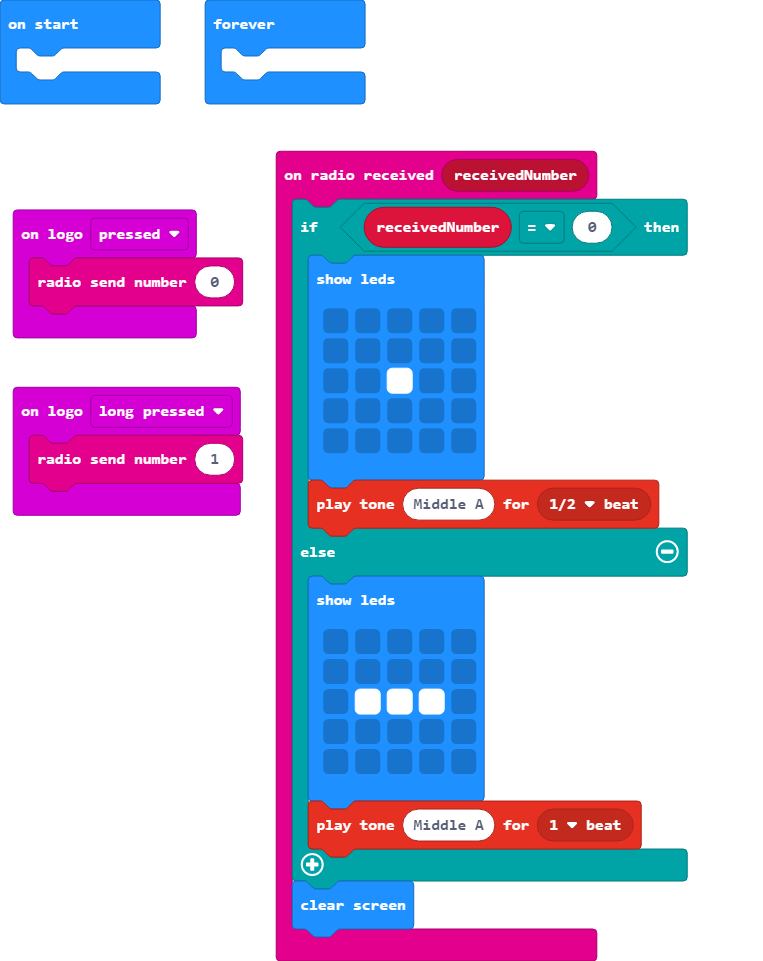 on start
forever
on logo pressed
radio send number 0
on logo long pressed
radio send number 1
on radio received receivedNumber
if receivedNumber = 0 then
show leds
play tone Middle A for 1/2 beat
else
show leds
play tone Middle A for 1 beat
clear screen